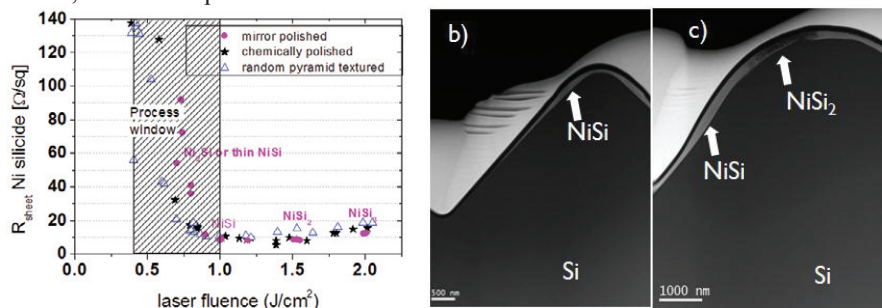 140
120
100
80
60
40
20
0
R_sheet Ni silicide [Ω/sq]
mirror polished
chemically polished
random pyramid textured
Process
window
Ni2Si or thin NiSi
NiSi
NiSi2
NiSi
0.0 0.5 1.0 1.5 2.0
laser fluence (J/cm²)
b)
NiSi
Si
500 nm
c)
NiSi2
NiSi
Si
1000 nm